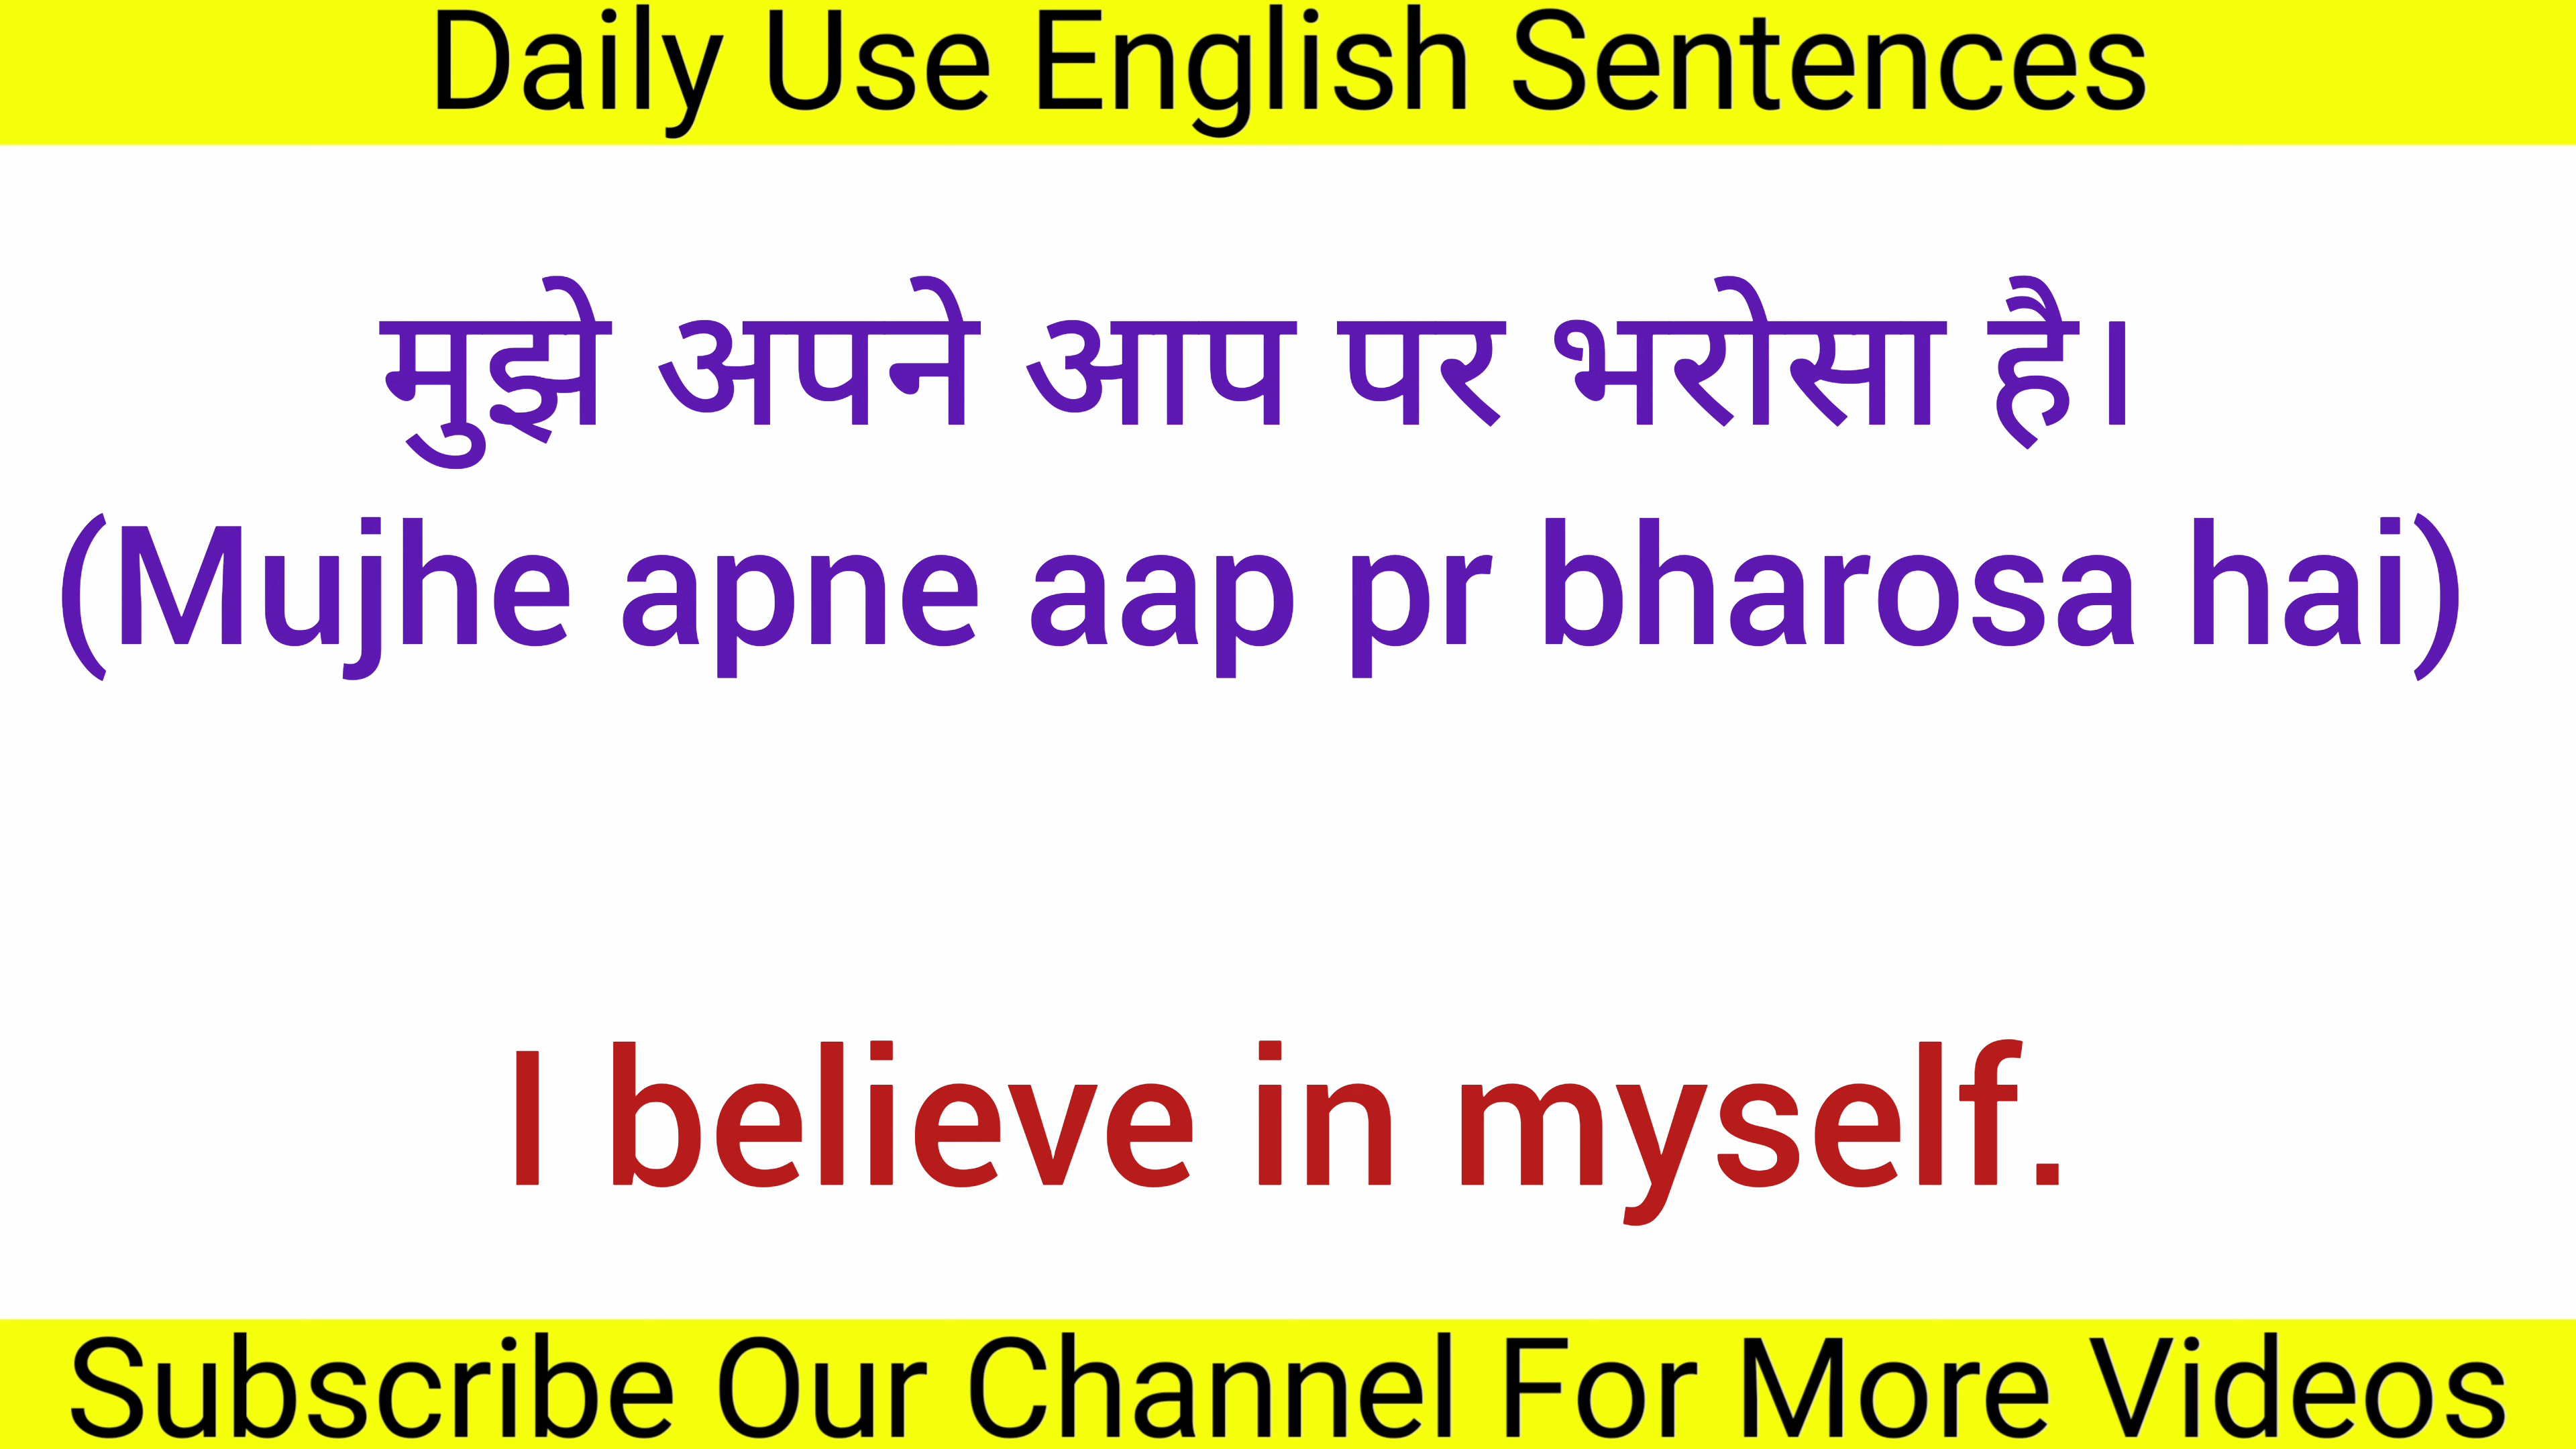 Daily Use English Sentences
मुझे अपने आप पर भरोसा है।
(Mujhe apne aap pr bharosa hai)
I believe in myself.
Subscribe Our Channel For More Videos